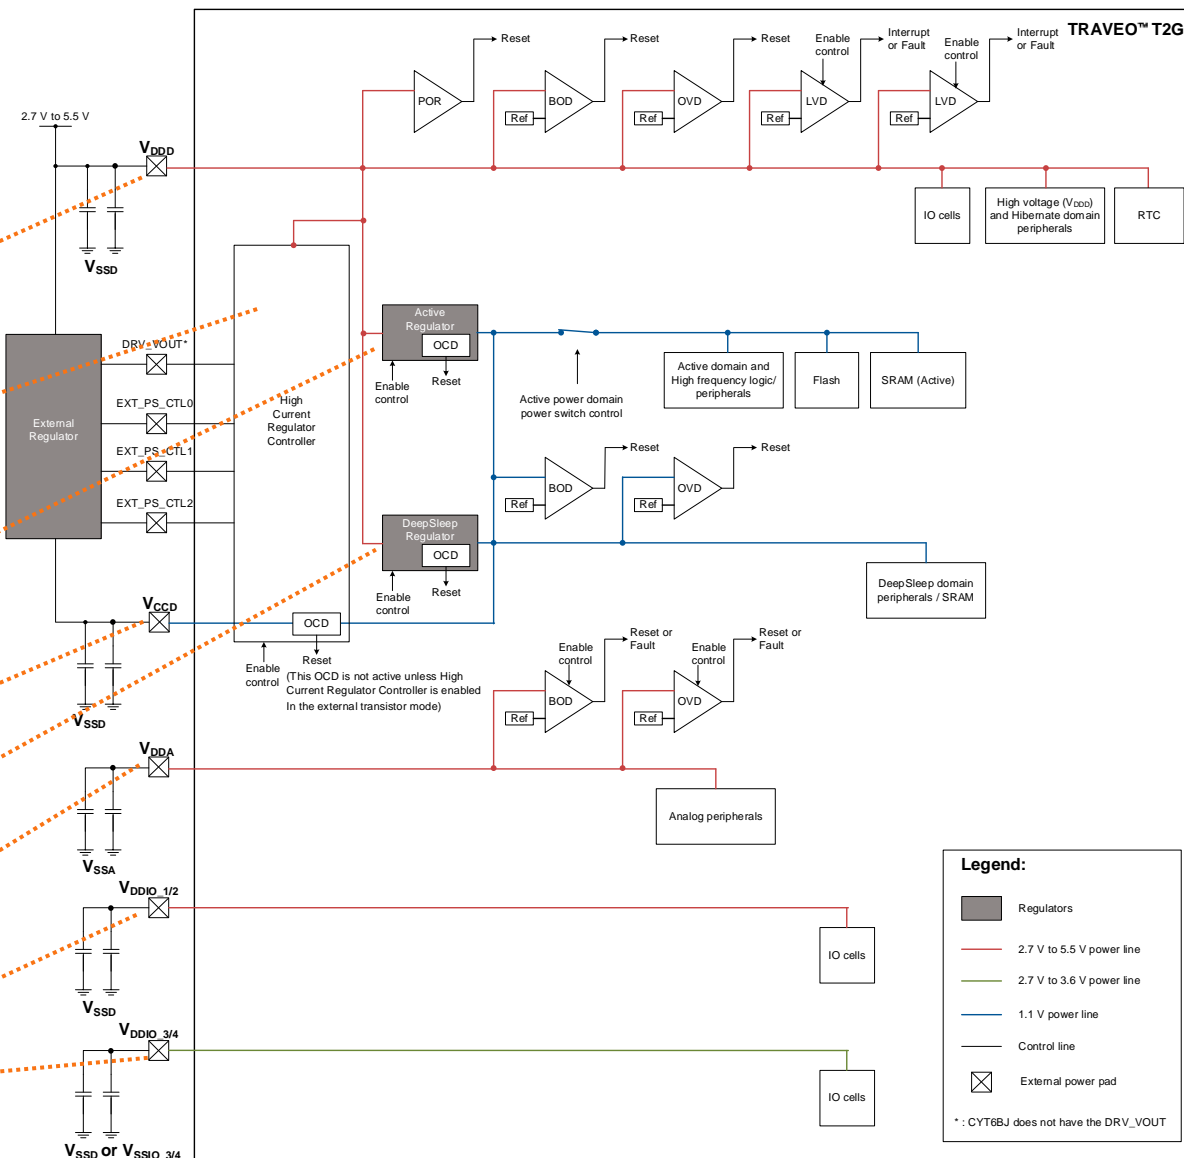 TRAVEO™ T2G
Reset
Reset
Reset
Enable
control
Interrupt
or Fault
Enable
control
Interrupt
or Fault
POR
BOD
OVD
LVD
LVD
Ref
Ref
Ref
Ref
2.7 V to 5.5 V
VDDD
VSSD
IO cells
High voltage (VDDD)
and Hibernate domain
peripherals
RTC
External
Regulator
DRV_VOUT*
EXT_PS_CTL0
EXT_PS_CTL1
EXT_PS_CTL2
High
Current
Regulator
Controller
Active
Regulator
OCD
Enable
control
Reset
Active power domain
power switch control
Active domain and
High frequency logic/
peripherals
Flash
SRAM (Active)
BOD
Ref
Reset
OVD
Ref
Reset
DeepSleep
Regulator
OCD
Enable
control
Reset
DeepSleep domain
peripherals / SRAM
VCCD
VSSD
OCD
Enable
control
Reset
(This OCD is not active unless High
Current Regulator Controller is enabled
In the external transistor mode)
Enable
control
Reset or
Fault
Enable
control
Reset or
Fault
BOD
OVD
Ref
Ref
VDDA
VSSA
Analog peripherals
VDDIO_1/2
VSSD
IO cells
VDDIO_3/4
VSSD or VSSIO_3/4
IO cells
Legend:
Regulators
2.7 V to 5.5 V power line
2.7 V to 3.6 V power line
1.1 V power line
Control line
External power pad
* : CYT6BJ does not have the DRV_VOUT